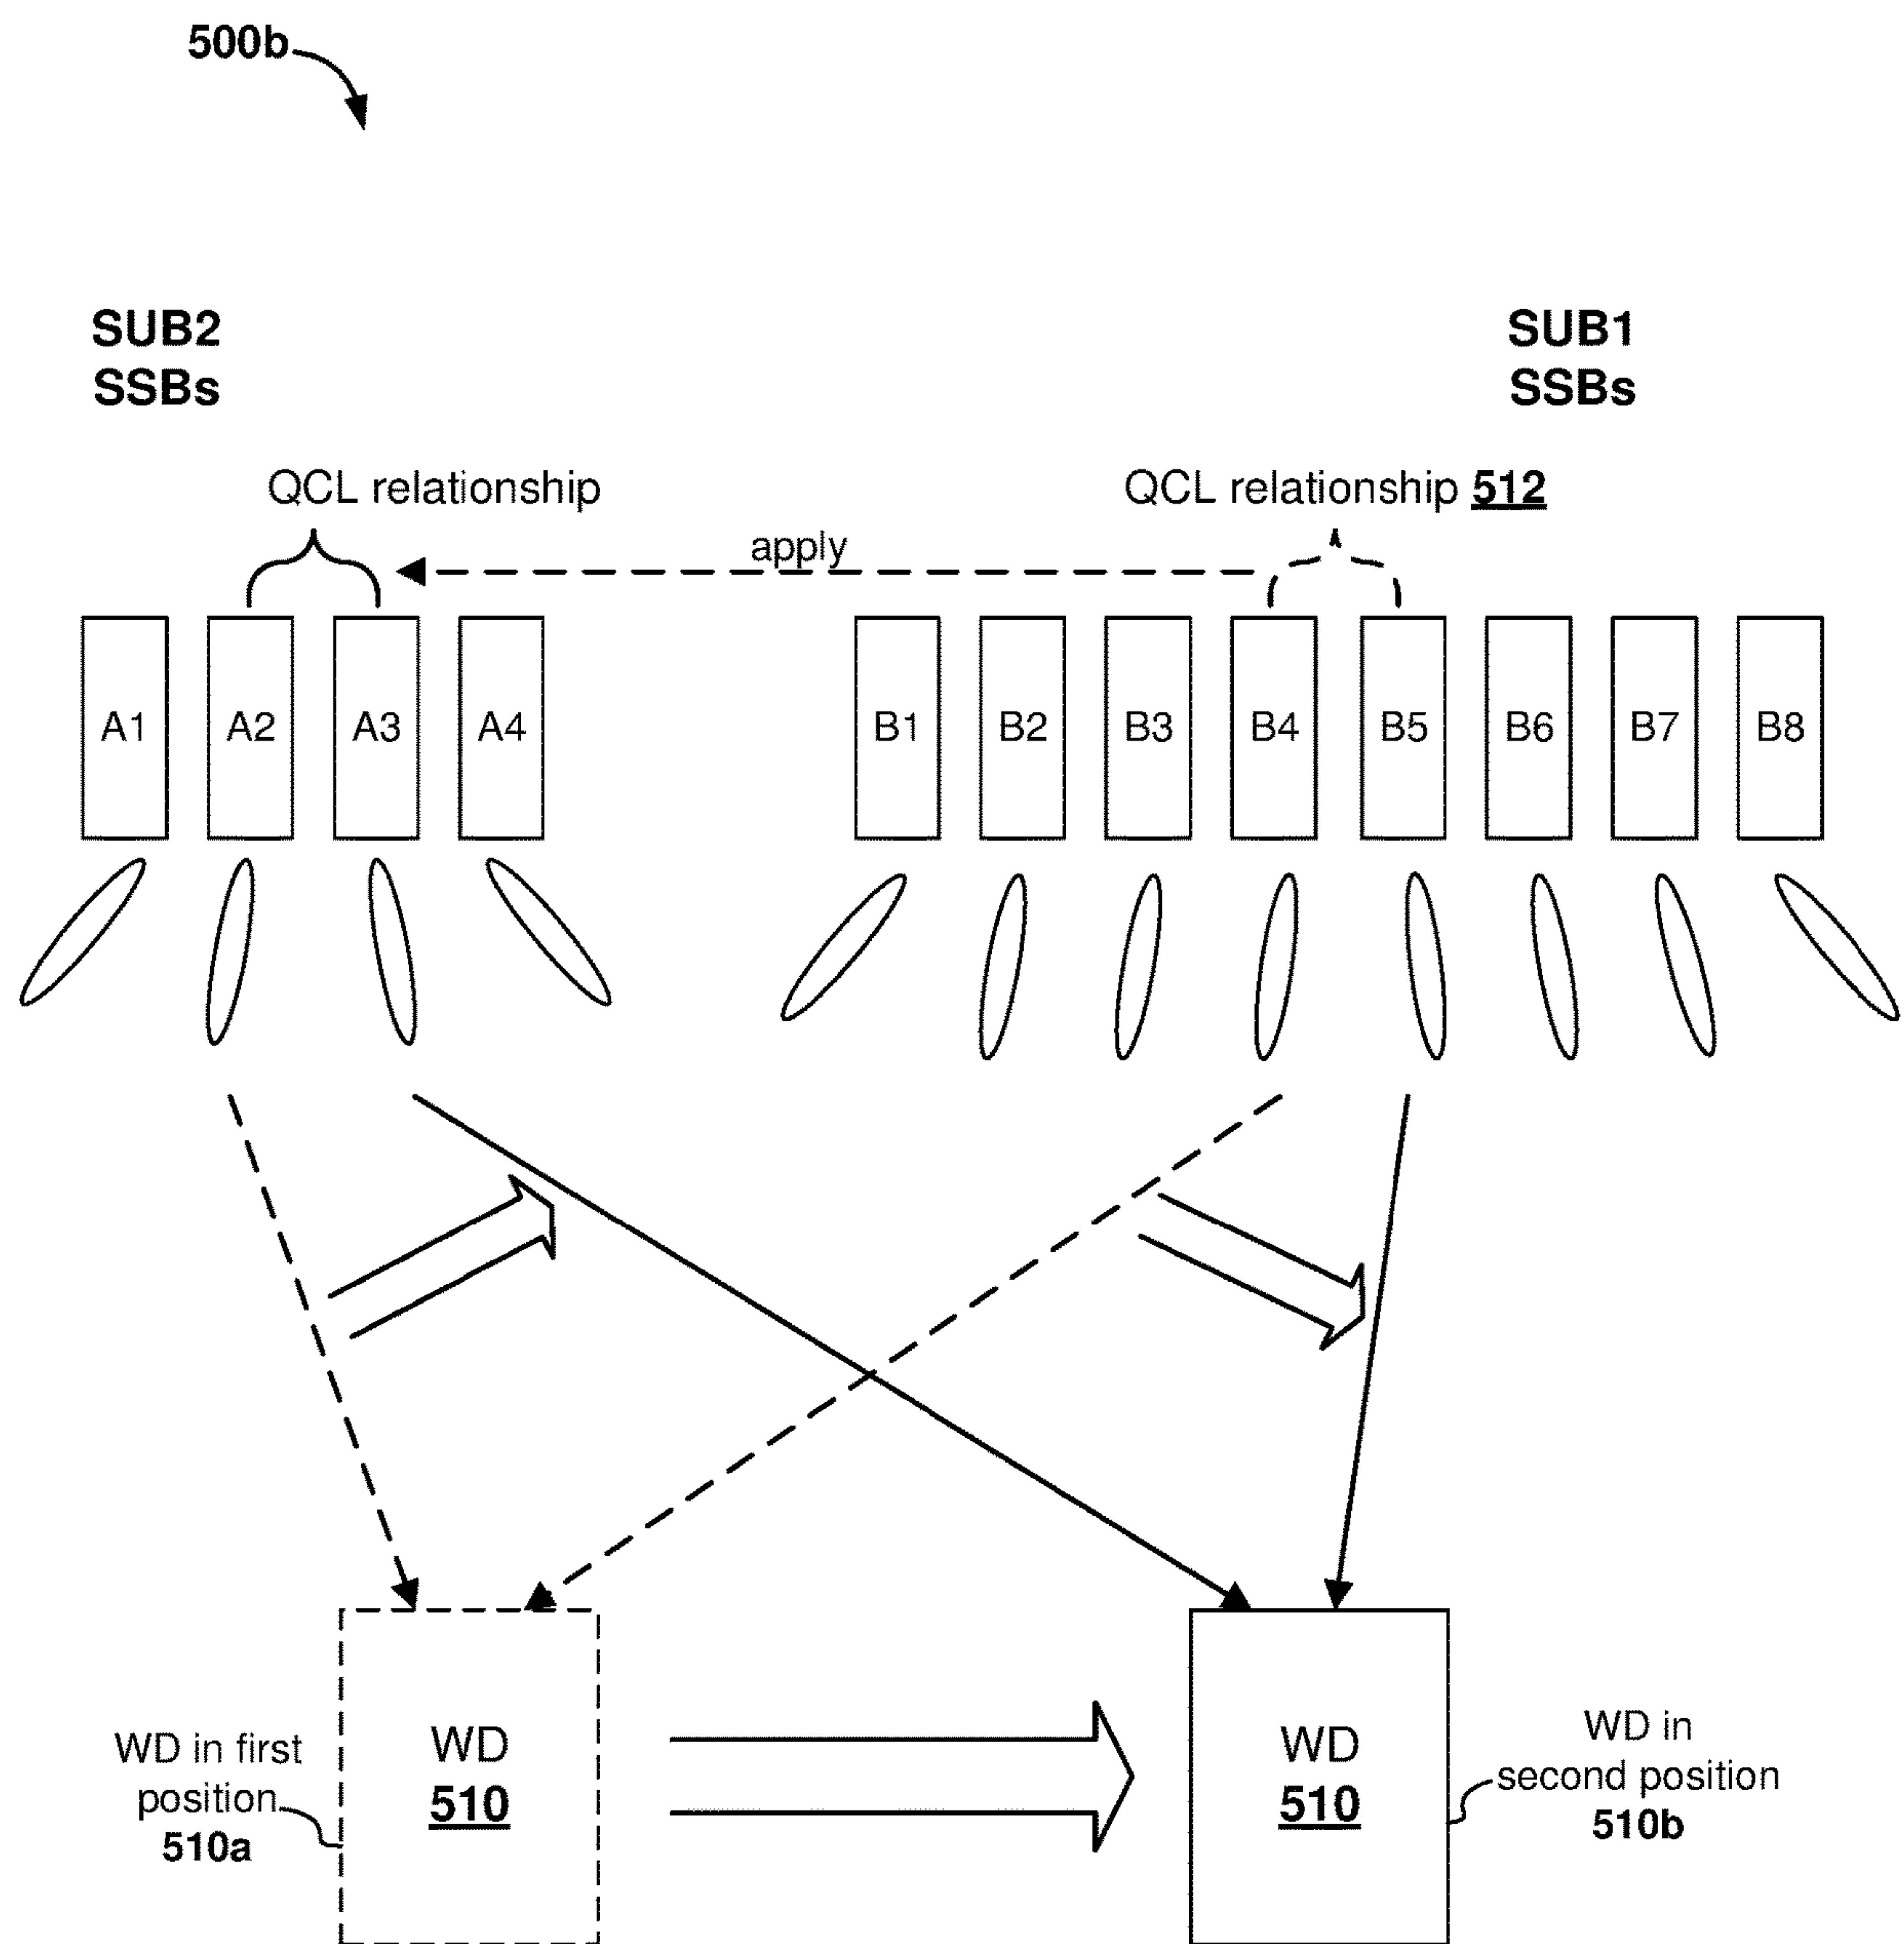 500b
SUB2
SSBs
SUB1
SSBs
QCL relationship
QCL relationship 512
apply
A1
A2
A3
A4
B1
B2
B3
B4
B5
B6
B7
B8
WD in first
position
510a
WD
510
WD
510
WD in
second position
510b